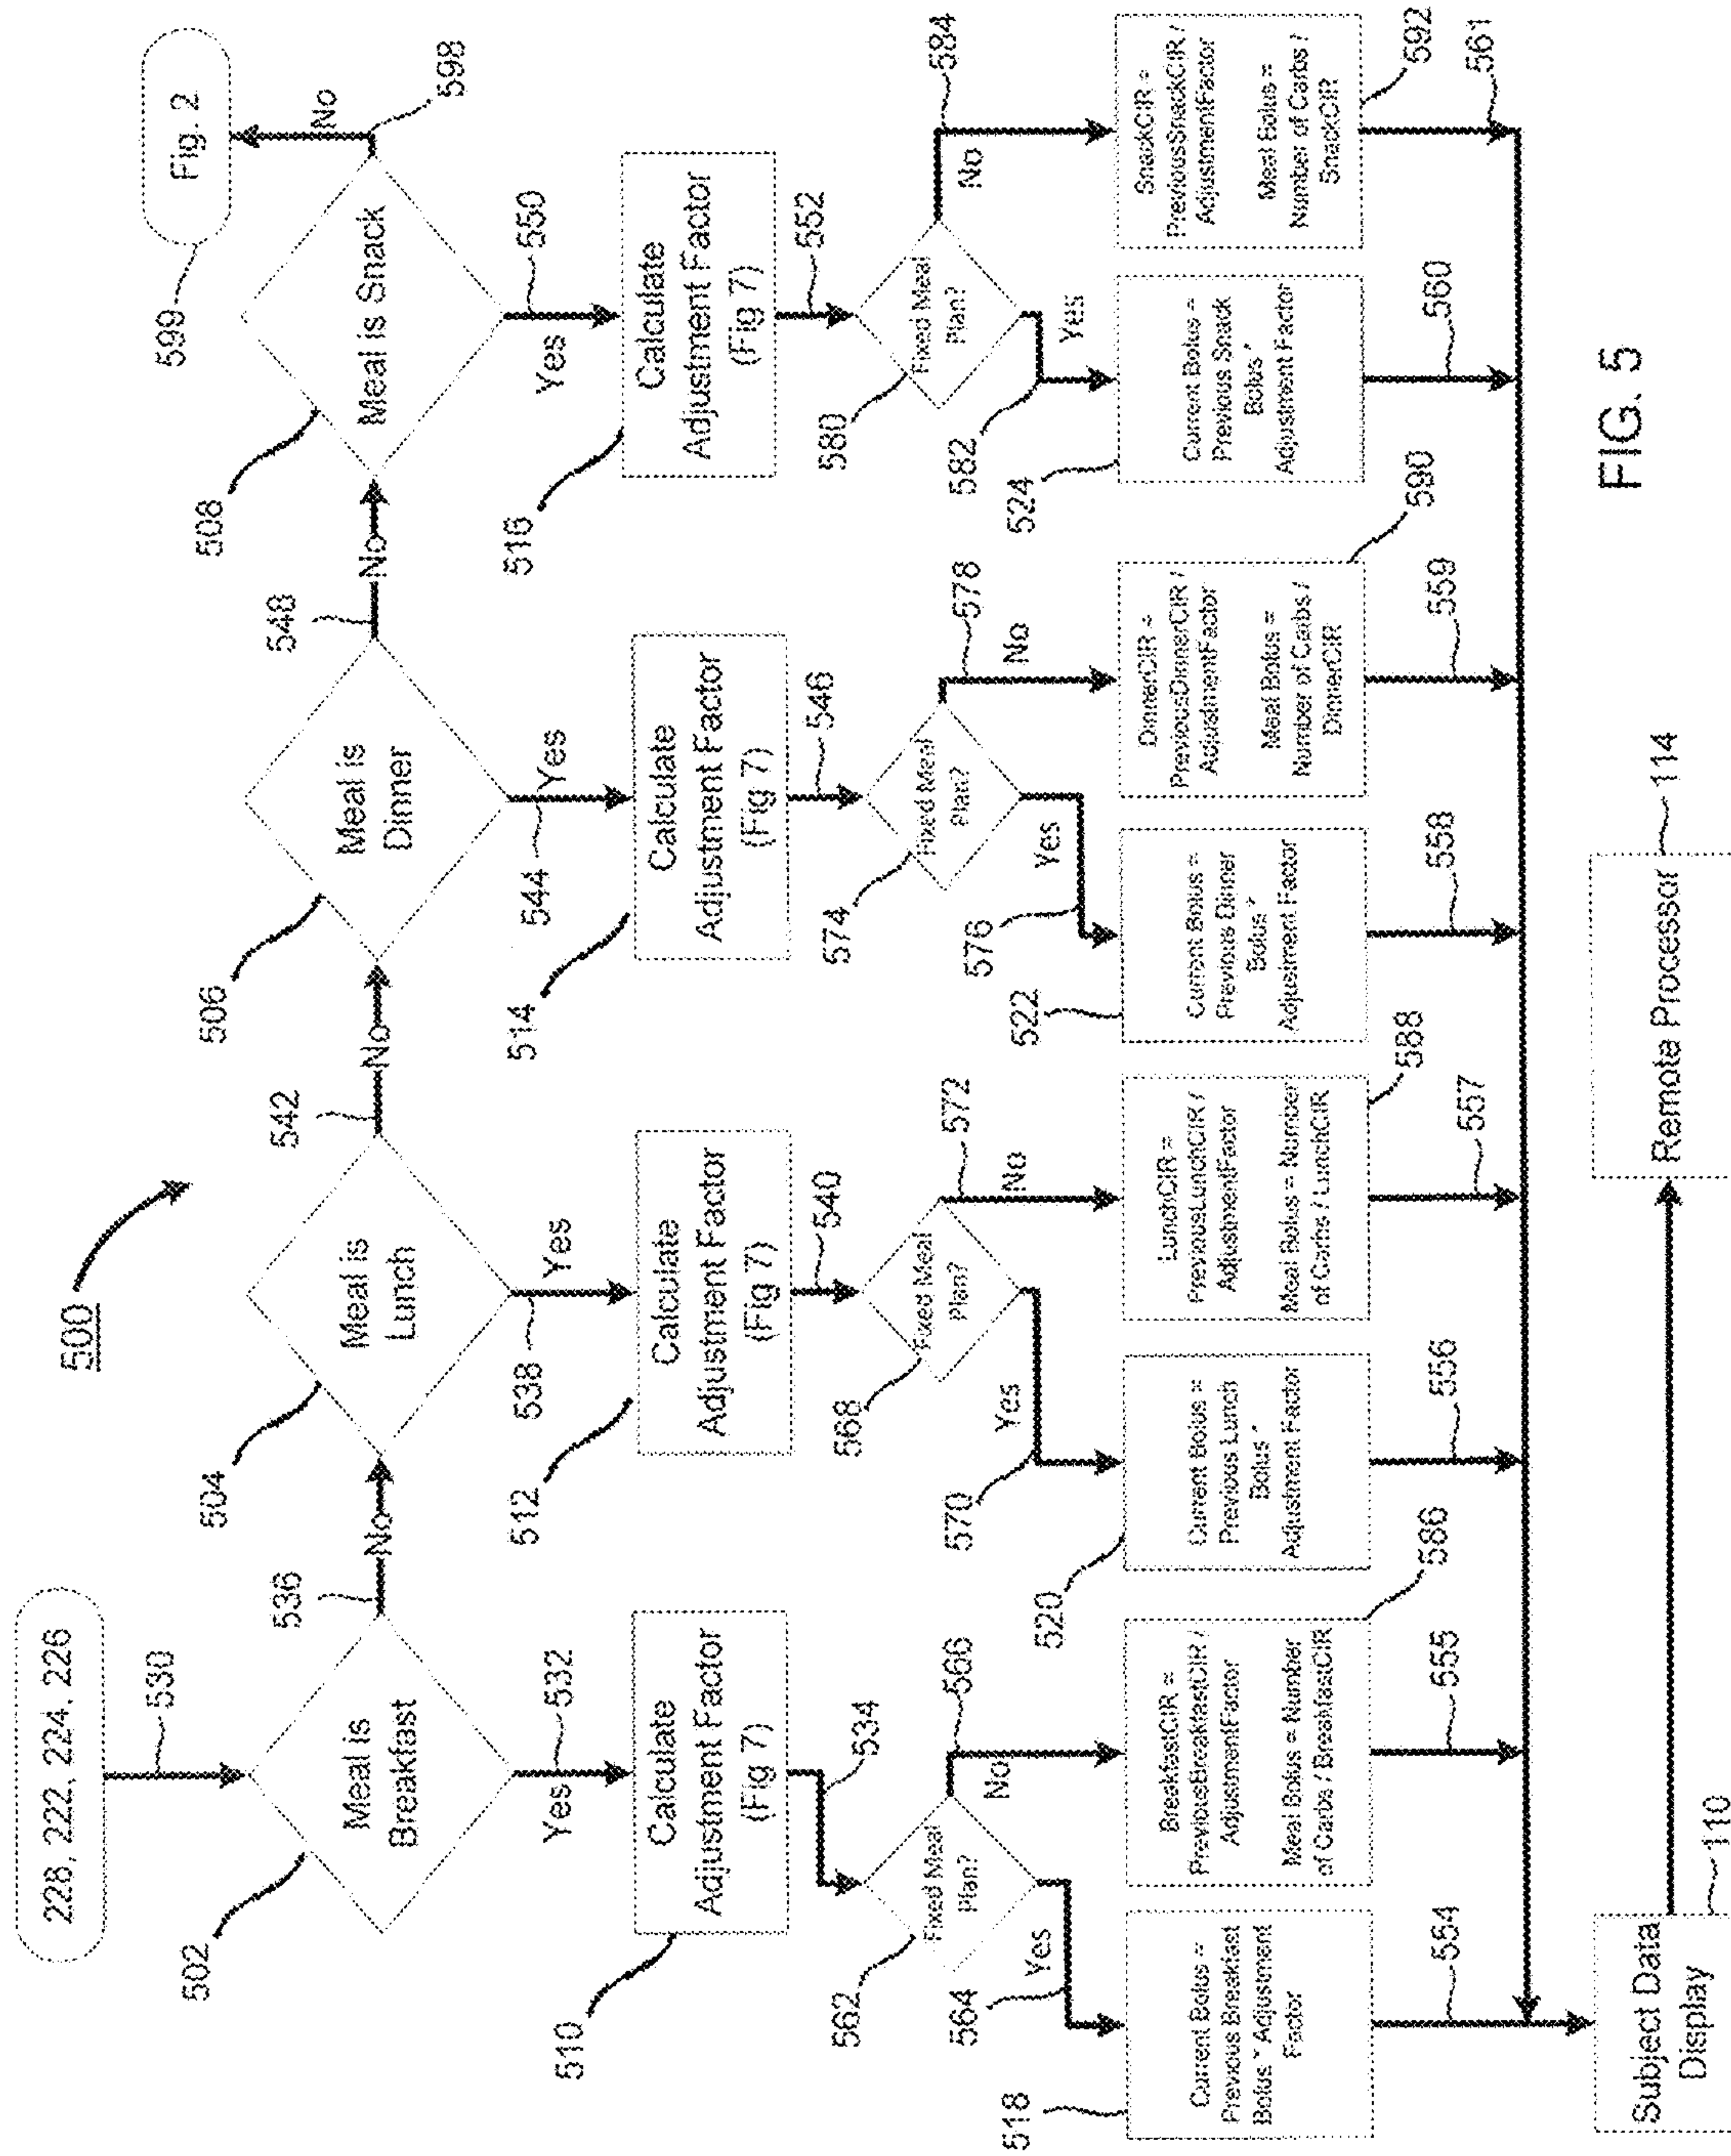 500
228, 222, 224, 226
530
502
Meal is
Breakfast
536
No
504
Meal is
Lunch
542
No
506
Meal is
Dinner
548
No
508
Meal is Snack
598
No
Fig. 2
599
Yes
532
Yes
538
Yes
544
Yes
550
510
Calculate
Adjustment Factor
(Fig 7)
534
512
Calculate
Adjustment Factor
(Fig 7)
540
514
Calculate
Adjustment Factor
(Fig 7)
546
516
Calculate
Adjustment Factor
(Fig 7)
552
562
Fixed Meal
Plan?
564
Yes
566
No
568
Fixed Meal
Plan?
570
Yes
572
No
574
Fixed Meal
Plan?
576
Yes
578
No
580
Fixed Meal
Plan?
582
Yes
584
No
518
Current Bolus =
Previous Breakfast
Bolus * Adjustment
Factor
554
BreakfastCIR =
PreviousBreakfastCIR /
AdjustmentFactor
Meal Bolus = Number
of Carbs / BreakfastCIR
586
555
520
Current Bolus =
Previous Lunch
Bolus *
Adjustment Factor
556
LunchCIR =
PreviousLunchCIR /
AdjustmentFactor
Meal Bolus = Number
of Carbs / LunchCIR
588
557
522
Current Bolus =
Previous Dinner
Bolus *
Adjustment Factor
558
DinnerCIR =
PreviousDinnerCIR /
AdjustmentFactor
Meal Bolus =
Number of Carbs /
DinnerCIR
590
559
524
Current Bolus =
Previous Snack
Bolus *
Adjustment Factor
560
SnackCIR =
PreviousSnackCIR /
AdjustmentFactor
Meal Bolus =
Number of Carbs /
SnackCIR
592
561
Subject Data
Display
110
Remote Processor
114
FIG. 5